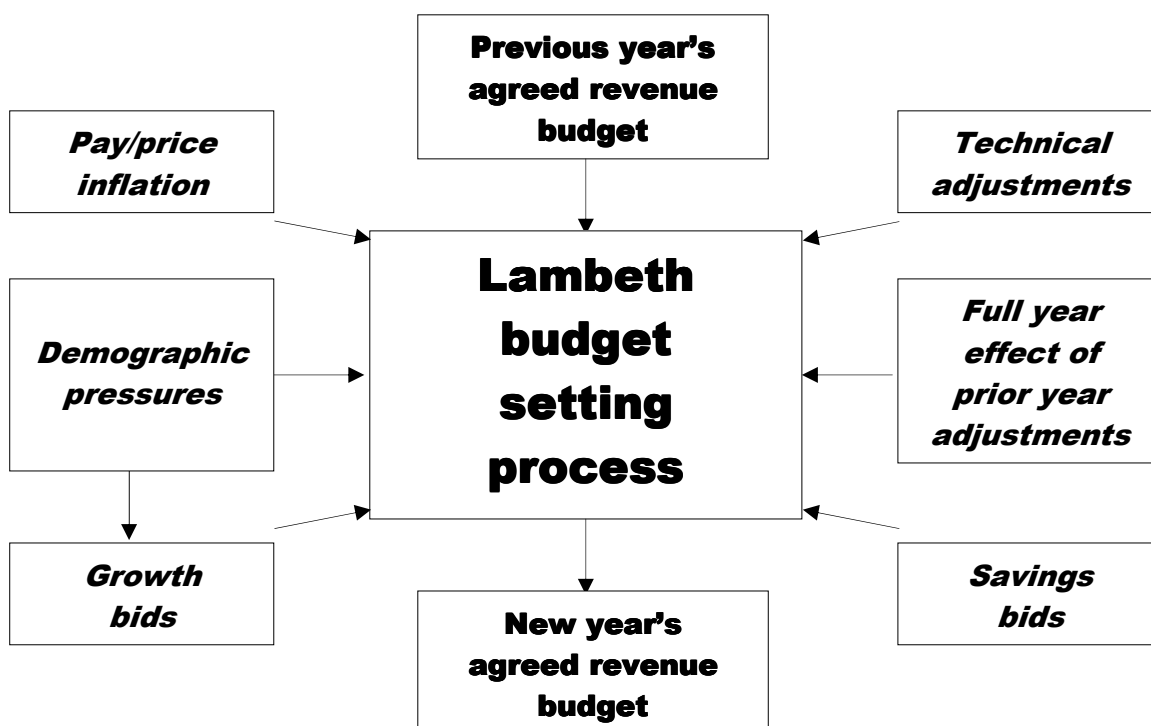 Previous year’s
agreed revenue
budget
Pay/price
inflation
Technical
adjustments
Lambeth
budget
setting
process
Demographic
pressures
Full year
effect of
prior year
adjustments
Growth
bids
Savings
bids
New year’s
agreed revenue
budget